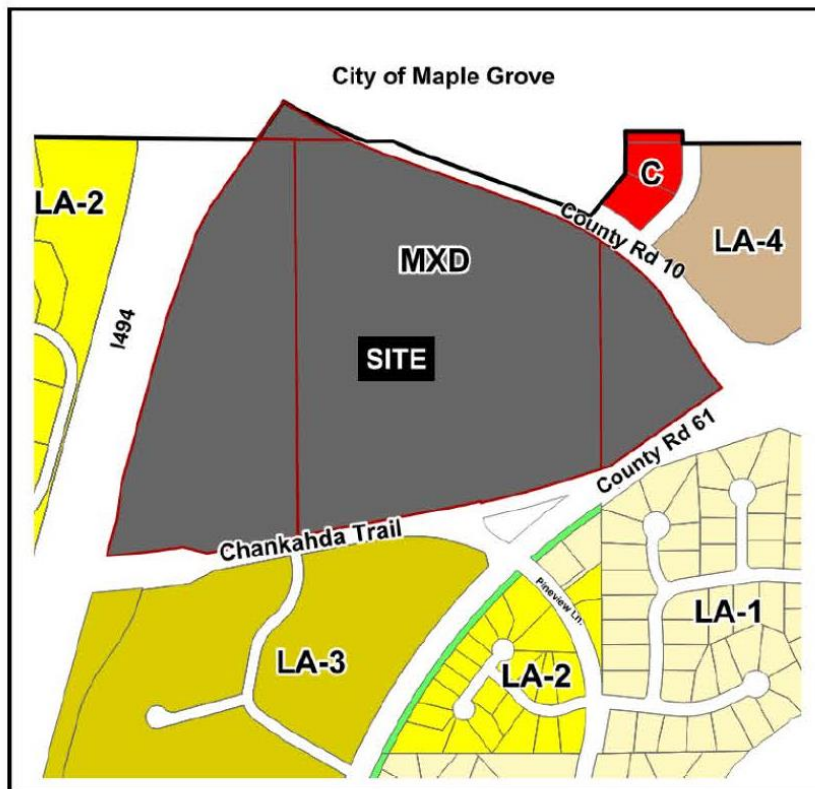 City of Maple Grove
LA-2
C
County Rd 10
LA-4
MXD
I494
SITE
County Rd 61
Chankahda Trail
Pineview Ln.
LA-1
LA-3
LA-2